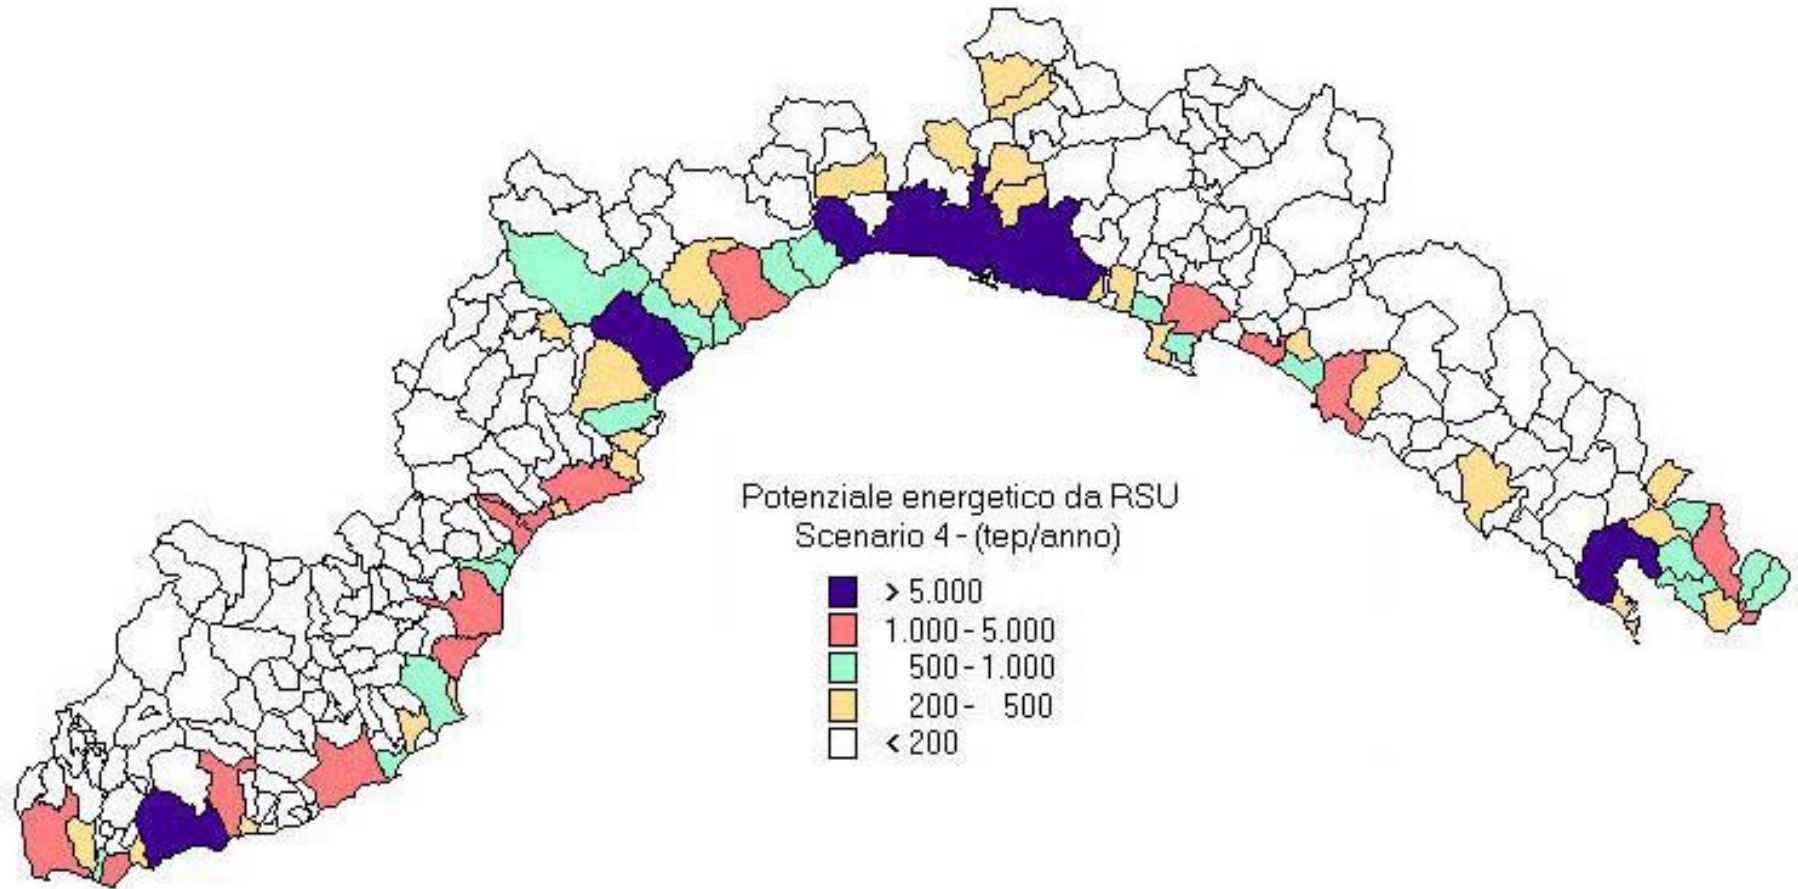 Potenziale energetico da RSU
Scenario 4 - (tep/anno)
> 5.000
1.000 - 5.000
500 - 1.000
200 - 500
< 200